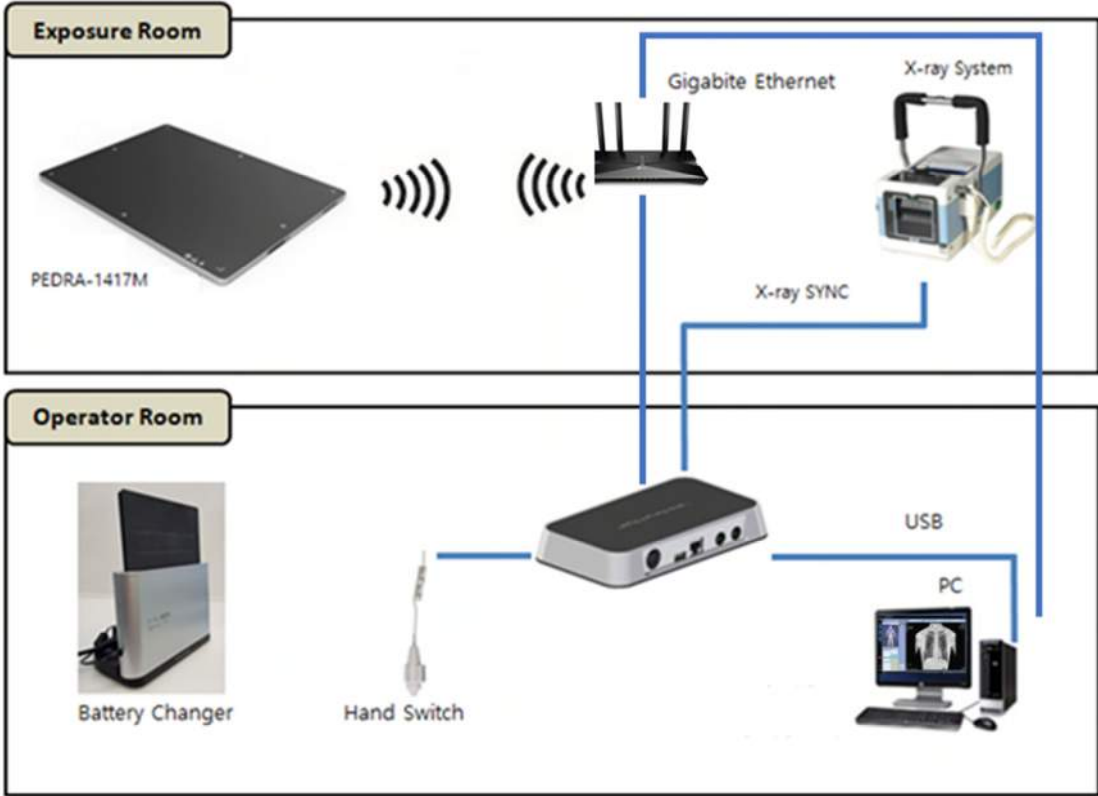 Exposure Room
Gigabite Ethernet
X-ray System
PEDRA-1417M
X-ray SYNC
Operator Room
USB
PC
Battery Changer
Hand Switch